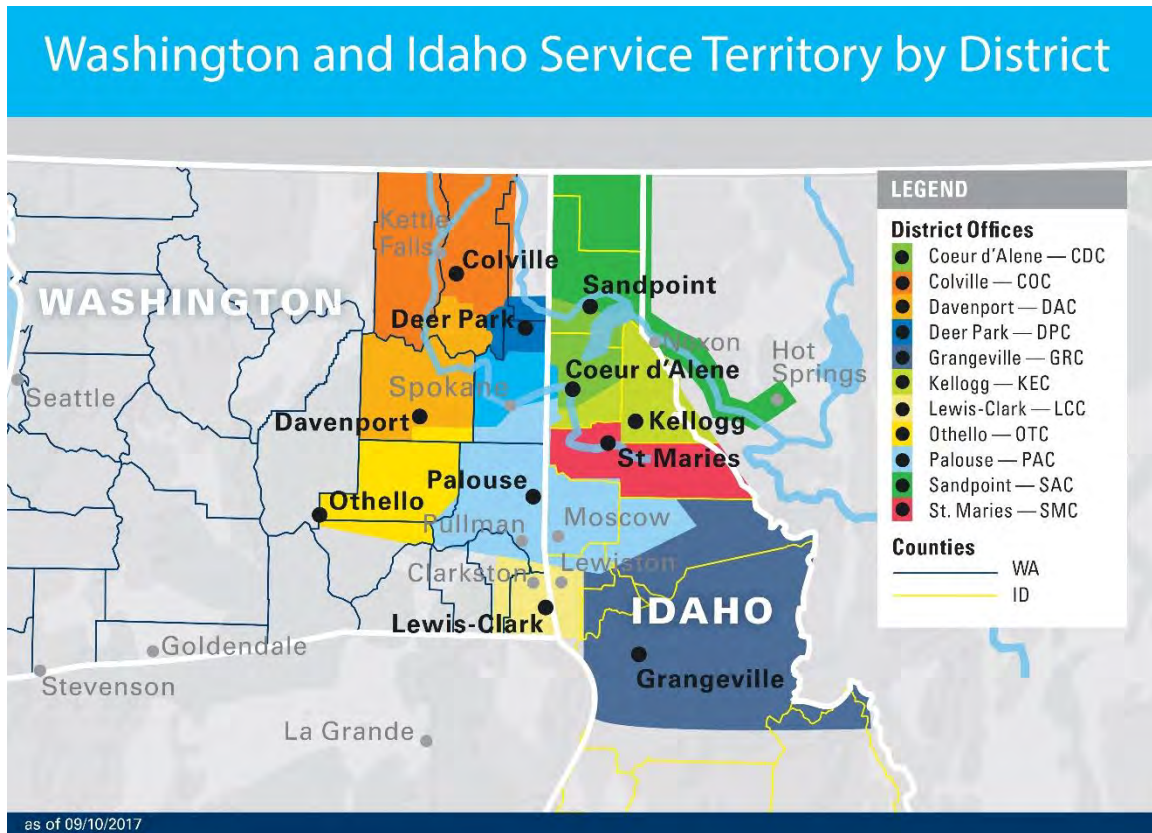 Washington and Idaho Service Territory by District
Kettle
Falls
Colville
WASHINGTON
Sandpoint
Deer Park
Noxon
Hot
Springs
Coeur d'Alene
Spokane
Seattle
Davenport
Kellogg
St Maries
Palouse
Othello
Pullman
Moscow
Clarkston
Lewiston
IDAHO
Lewis-Clark
Goldendale
Grangeville
Stevenson
La Grande
LEGEND
District Offices
Coeur d'Alene — CDC
Colville — COC
Davenport — DAC
Deer Park — DPC
Grangeville — GRC
Kellogg — KEC
Lewis-Clark — LCC
Othello — OTC
Palouse — PAC
Sandpoint — SAC
St. Maries — SMC
Counties
WA
ID
as of 09/10/2017